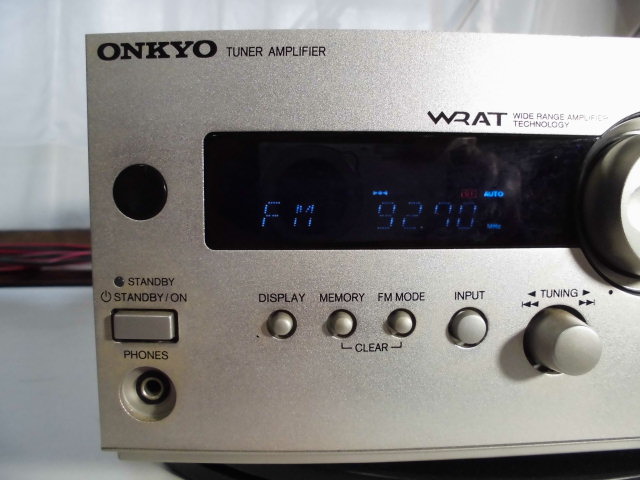 ONKYO TUNER AMPLIFIER
WRAT WIDE RANGE AMPLIFIER
TECHNOLOGY
AUTO
FM 92.90 MHz
STANDBY
STANDBY/ON
DISPLAY MEMORY FM MODE INPUT TUNING
CLEAR
PHONES